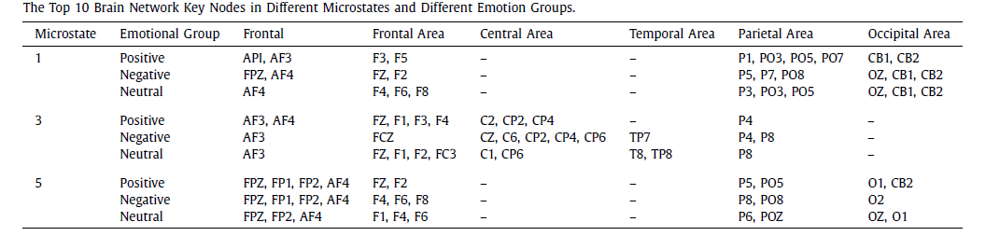 The Top 10 Brain Network Key Nodes in Different Microstates and Different Emotion Groups.
Microstate Emotional Group Frontal Frontal Area Central Area Temporal Area Parietal Area Occipital Area
1 Positive API, AF3 F3, F5 – – P1, PO3, PO5, PO7 CB1, CB2
Negative FPZ, AF4 FZ, F2 – – P5, P7, PO8 OZ, CB1, CB2
Neutral AF4 F4, F6, F8 – – P3, PO3, PO5 OZ, CB1, CB2
3 Positive AF3, AF4 FZ, F1, F3, F4 C2, CP2, CP4 – P4 –
Negative AF3 FCZ CZ, C6, CP2, CP4, CP6 TP7 P4, P8 –
Neutral AF3 FZ, F1, F2, FC3 C1, CP6 T8, TP8 P8 –
5 Positive FPZ, FP1, FP2, AF4 FZ, F2 – – P5, PO5 O1, CB2
Negative FPZ, FP1, FP2, AF4 F4, F6, F8 – – P8, PO8 O2
Neutral FPZ, FP2, AF4 F1, F4, F6 – – P6, POZ OZ, O1